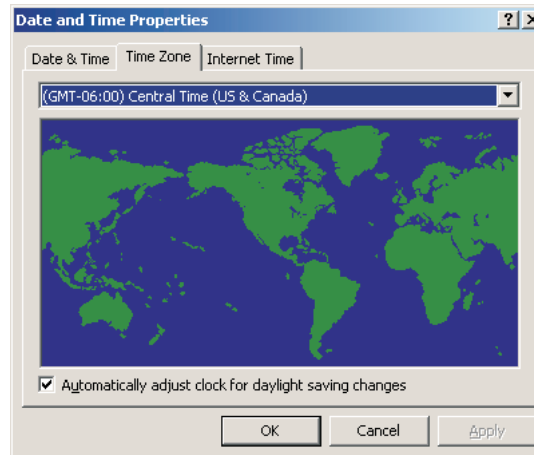 Date and Time Properties
Date & Time Time Zone Internet Time
(GMT-06:00) Central Time (US & Canada)
Automatically adjust clock for daylight saving changes
OK Cancel Apply